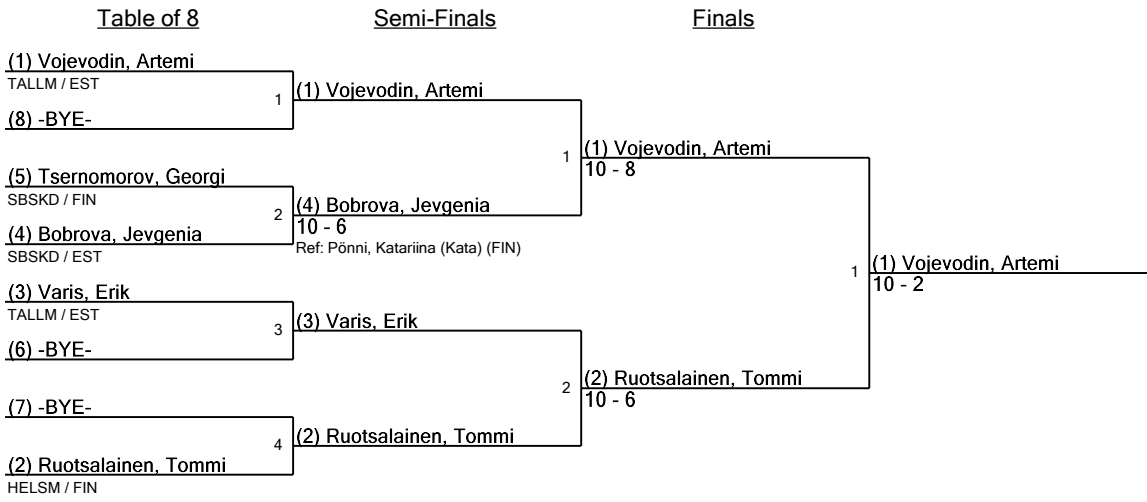 Table of 8
Semi-Finals
Finals
(1) Vojevodin, Artemi
TALLM / EST
1
(8) -BYE-
(5) Tsernomorov, Georgi
SBSKD / FIN
2
(4) Bobrova, Jevgenia
SBSKD / EST
(3) Varis, Erik
TALLM / EST
3
(6) -BYE-
(7) -BYE-
4
(2) Ruotsalainen, Tommi
HELSM / FIN
(1) Vojevodin, Artemi
1
(4) Bobrova, Jevgenia
10 - 6
Ref: Pönni, Katariina (Kata) (FIN)
(3) Varis, Erik
2
(2) Ruotsalainen, Tommi
(1) Vojevodin, Artemi
10 - 8
1
(2) Ruotsalainen, Tommi
10 - 6
(1) Vojevodin, Artemi
10 - 2